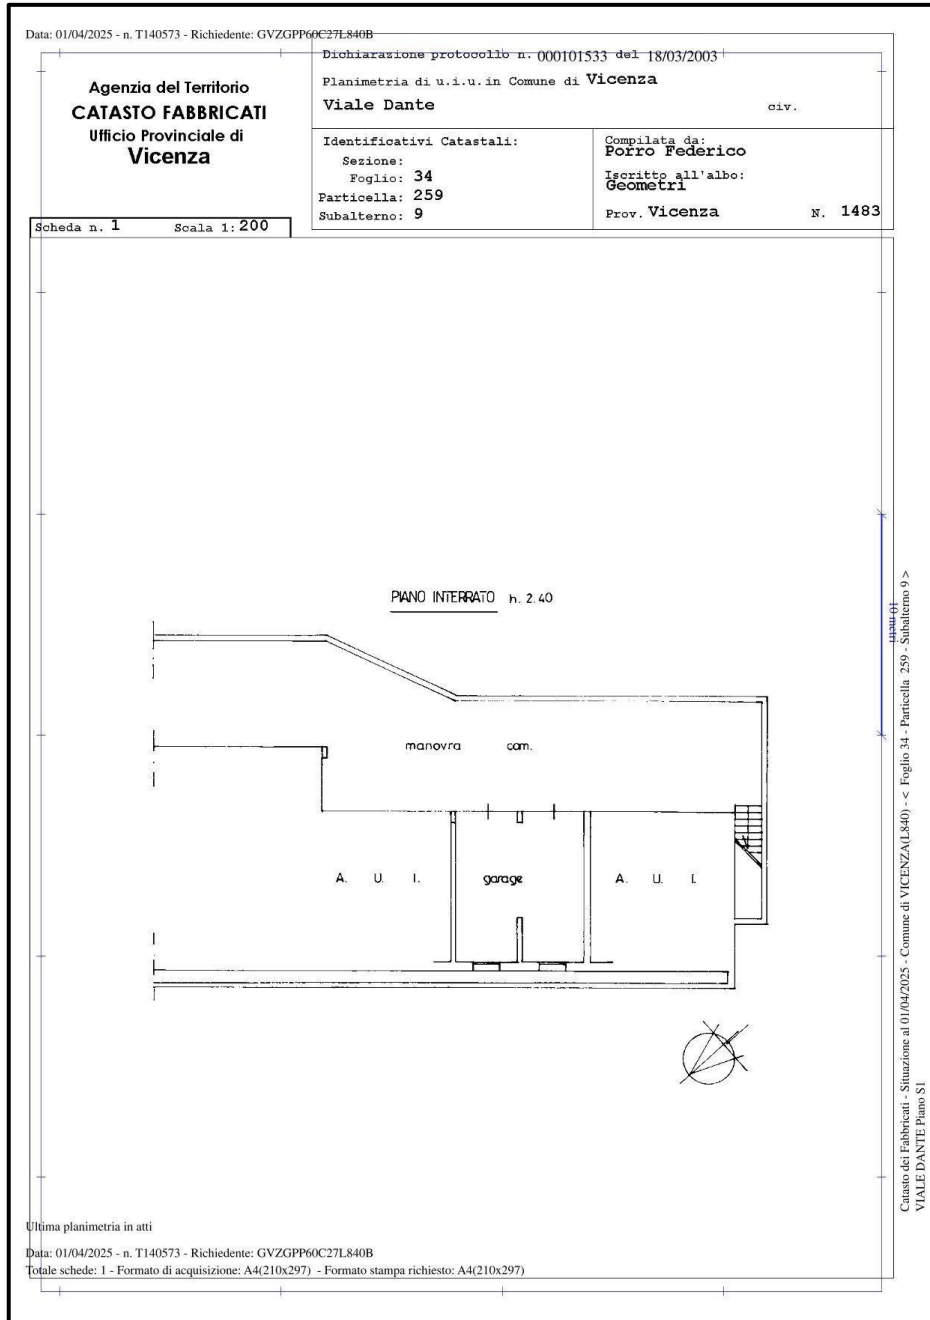 Data: 01/04/2025 - n. T140573 - Richiedente: GVZGPP60C27L840B
Agenzia del Territorio
CATASTO FABBRICATI
Ufficio Provinciale di
Vicenza
Dichiarazione protocollo n. 000101533 del 18/03/2003
Planimetria di u.i.u. in Comune di Vicenza
Viale Dante civ.
Identificativi Catastali:
Sezione:
Foglio: 34
Particella: 259
Subalterno: 9
Compilata da:
Porro Federico
Iscritto all'albo:
Geometri
Prov. Vicenza N. 1483
Scheda n. 1 Scala 1: 200
PIANO INTERRATO h. 2.40
manovra com.
A. U. I.
garage
A. U. I.
10 metri
Catasto dei Fabbricati - Situazione al 01/04/2025 - Comune di VICENZA(L840) - < Foglio 34 - Particella 259 - Subalterno 9 >
VIALE DANTE Piano S1
Ultima planimetria in atti
Data: 01/04/2025 - n. T140573 - Richiedente: GVZGPP60C27L840B
Totale schede: 1 - Formato di acquisizione: A4(210x297) - Formato stampa richiesto: A4(210x297)